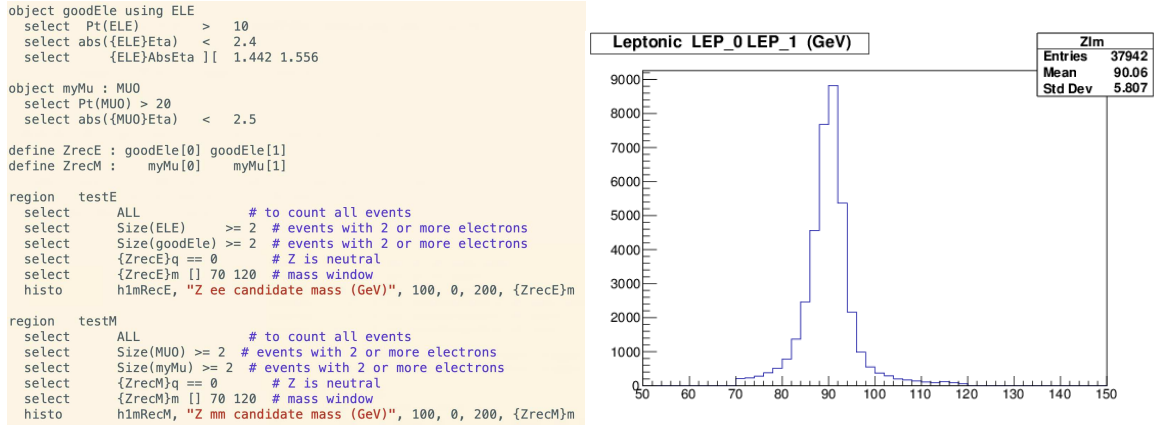 object goodEle using ELE
select Pt(ELE) > 10
select abs({ELE}Eta) < 2.4
select {ELE}AbsEta ][ 1.442 1.556
object myMu : MUO
select Pt(MUO) > 20
select abs({MUO}Eta) < 2.5
define ZrecE : goodEle[0] goodEle[1]
define ZrecM : myMu[0] myMu[1]
region testE
select ALL # to count all events
select Size(ELE) >= 2 # events with 2 or more electrons
select Size(goodEle) >= 2 # events with 2 or more electrons
select {ZrecE}q == 0 # Z is neutral
select {ZrecE}m [] 70 120 # mass window
histo h1mRecE, "Z ee candidate mass (GeV)", 100, 0, 200, {ZrecE}m
region testM
select ALL # to count all events
select Size(MUO) >= 2 # events with 2 or more electrons
select Size(myMu) >= 2 # events with 2 or more electrons
select {ZrecM}q == 0 # Z is neutral
select {ZrecM}m [] 70 120 # mass window
histo h1mRecM, "Z mm candidate mass (GeV)", 100, 0, 200, {ZrecM}m
Leptonic LEP_0 LEP_1 (GeV)
ZIm
Entries 37942
Mean 90.06
Std Dev 5.807
9000
8000
7000
6000
5000
4000
3000
2000
1000
0
50 60 70 80 90 100 110 120 130 140 150